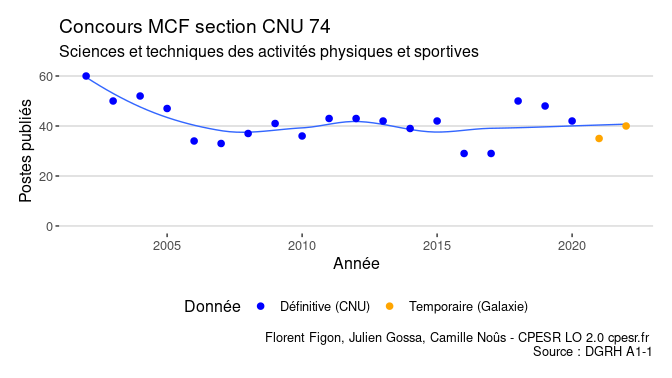 Concours MCF section CNU 74
Sciences et techniques des activités physiques et sportives
Postes publiés
60
40
20
0
2005 2010 2015 2020
Année
Donnée Définitive (CNU) Temporaire (Galaxie)
Florent Figon, Julien Gossa, Camille Noûs - CPESR LO 2.0 cpesr.fr
Source : DGRH A1-1